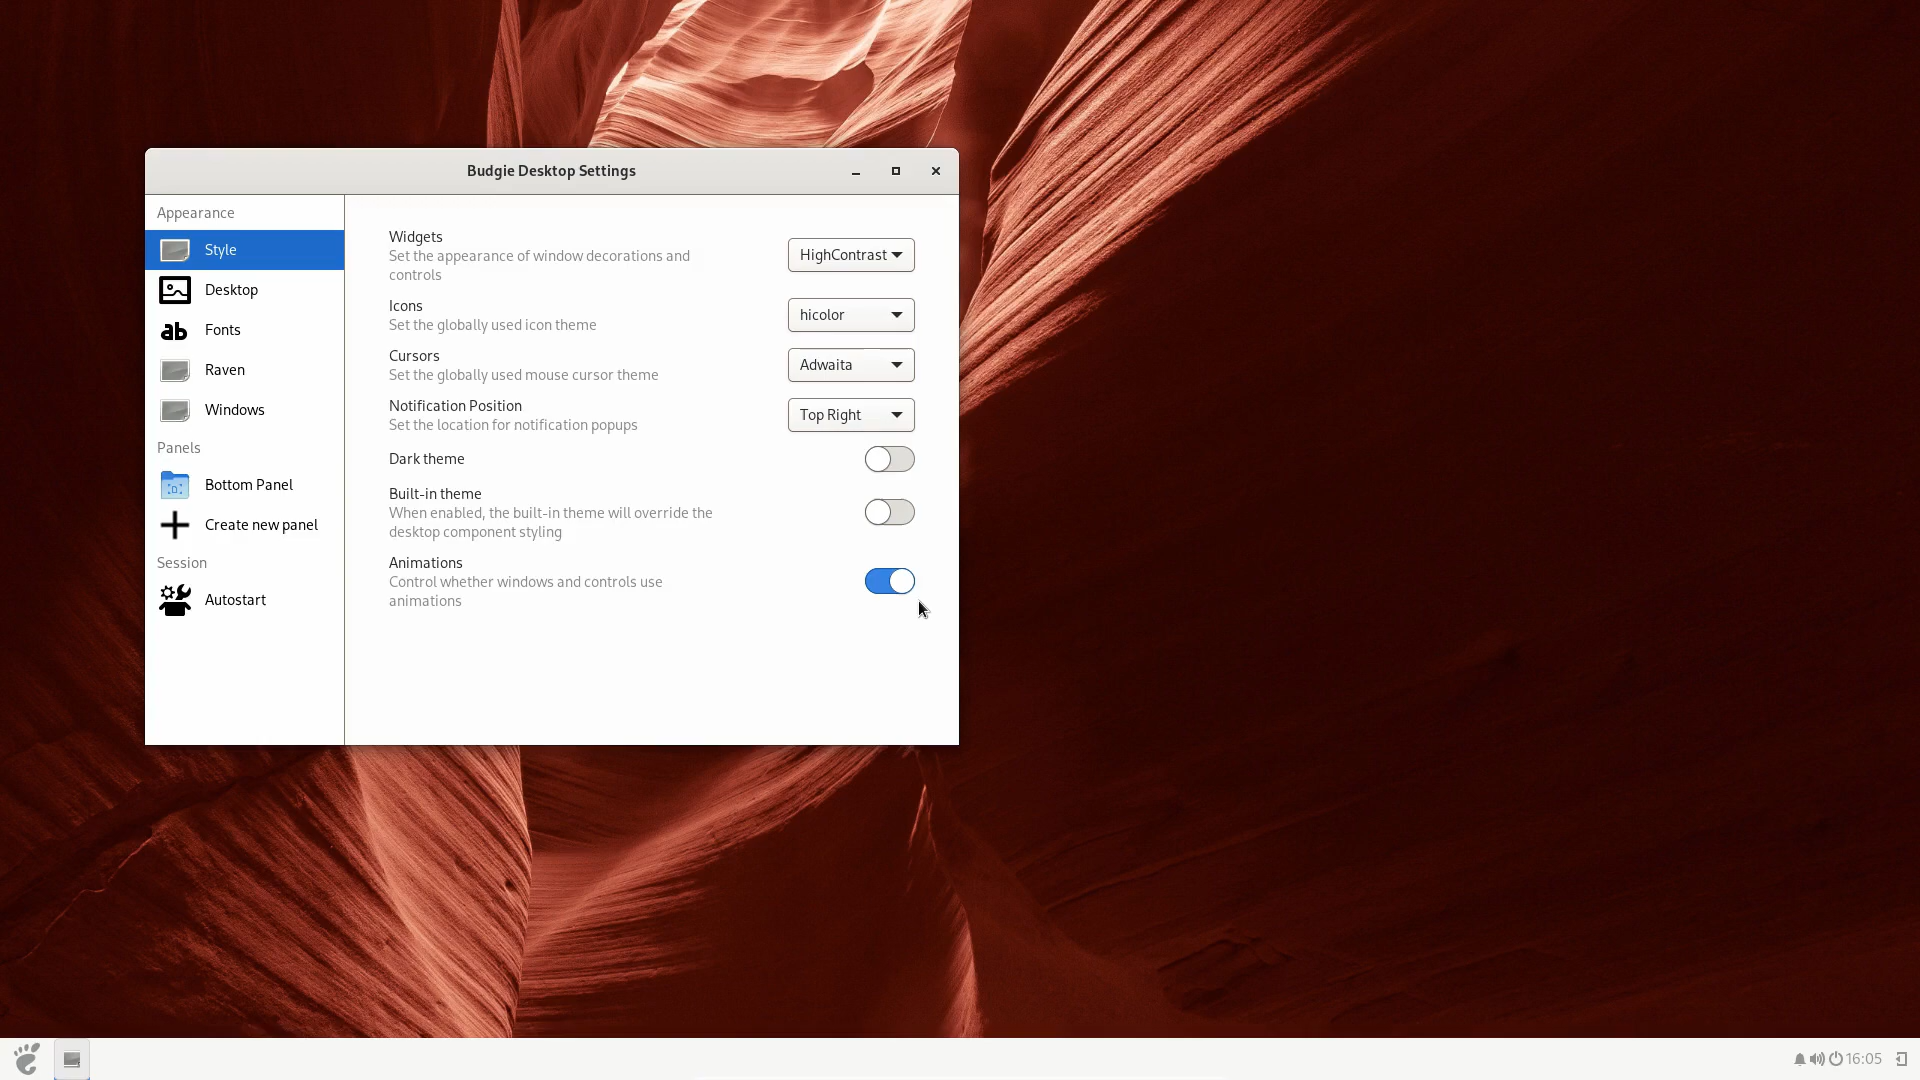 Budgie Desktop Settings
Appearance
Style
Desktop
Fonts
Raven
Windows
Panels
Bottom Panel
Create new panel
Session
Autostart
Widgets
Set the appearance of window decorations and
controls
HighContrast
Icons
Set the globally used icon theme
hicolor
Cursors
Set the globally used mouse cursor theme
Adwaita
Notification Position
Set the location for notification popups
Top Right
Dark theme
Built-in theme
When enabled, the built-in theme will override the
desktop component styling
Animations
Control whether windows and controls use
animations
16:05